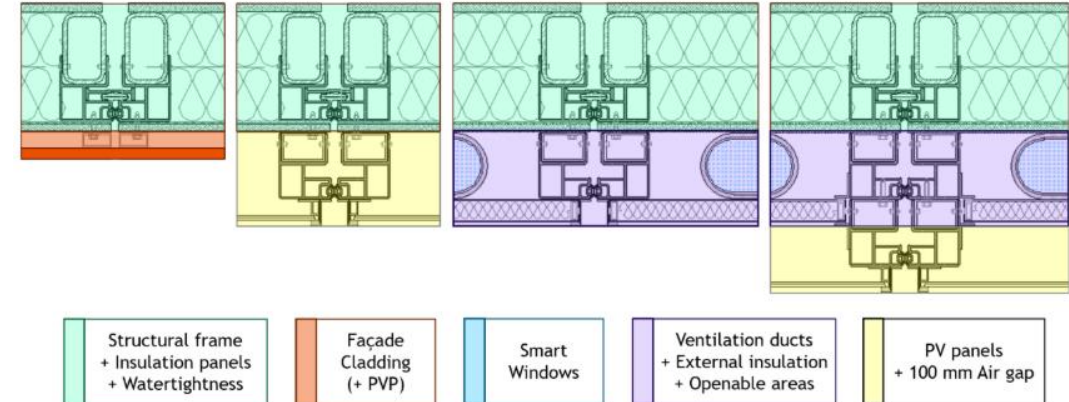 Structural frame
+ Insulation panels
+ Watertightness
Façade
Cladding
(+ PVP)
Smart
Windows
Ventilation ducts
+ External insulation
+ Openable areas
PV panels
+ 100 mm Air gap